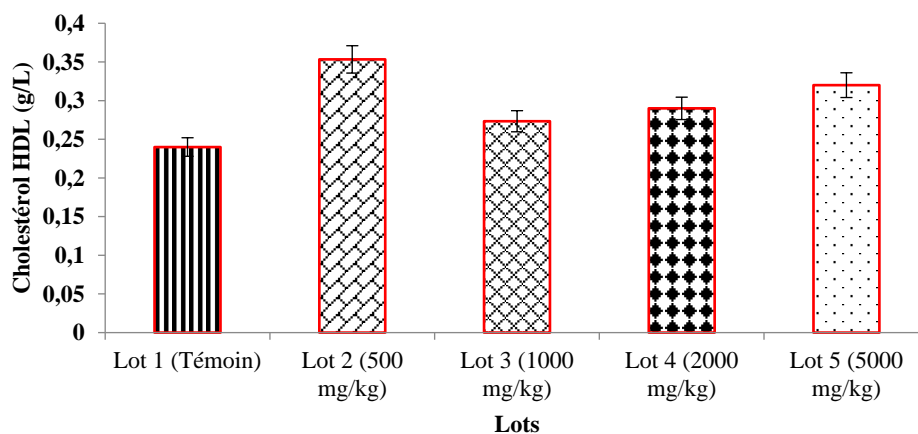 Cholestérol HDL (g/L)
0,4
0,35
0,3
0,25
0,2
0,15
0,1
0,05
0
Lot 1 (Témoin)
Lot 2 (500
mg/kg)
Lot 3 (1000
mg/kg)
Lot 4 (2000
mg/kg)
Lot 5 (5000
mg/kg)
Lots